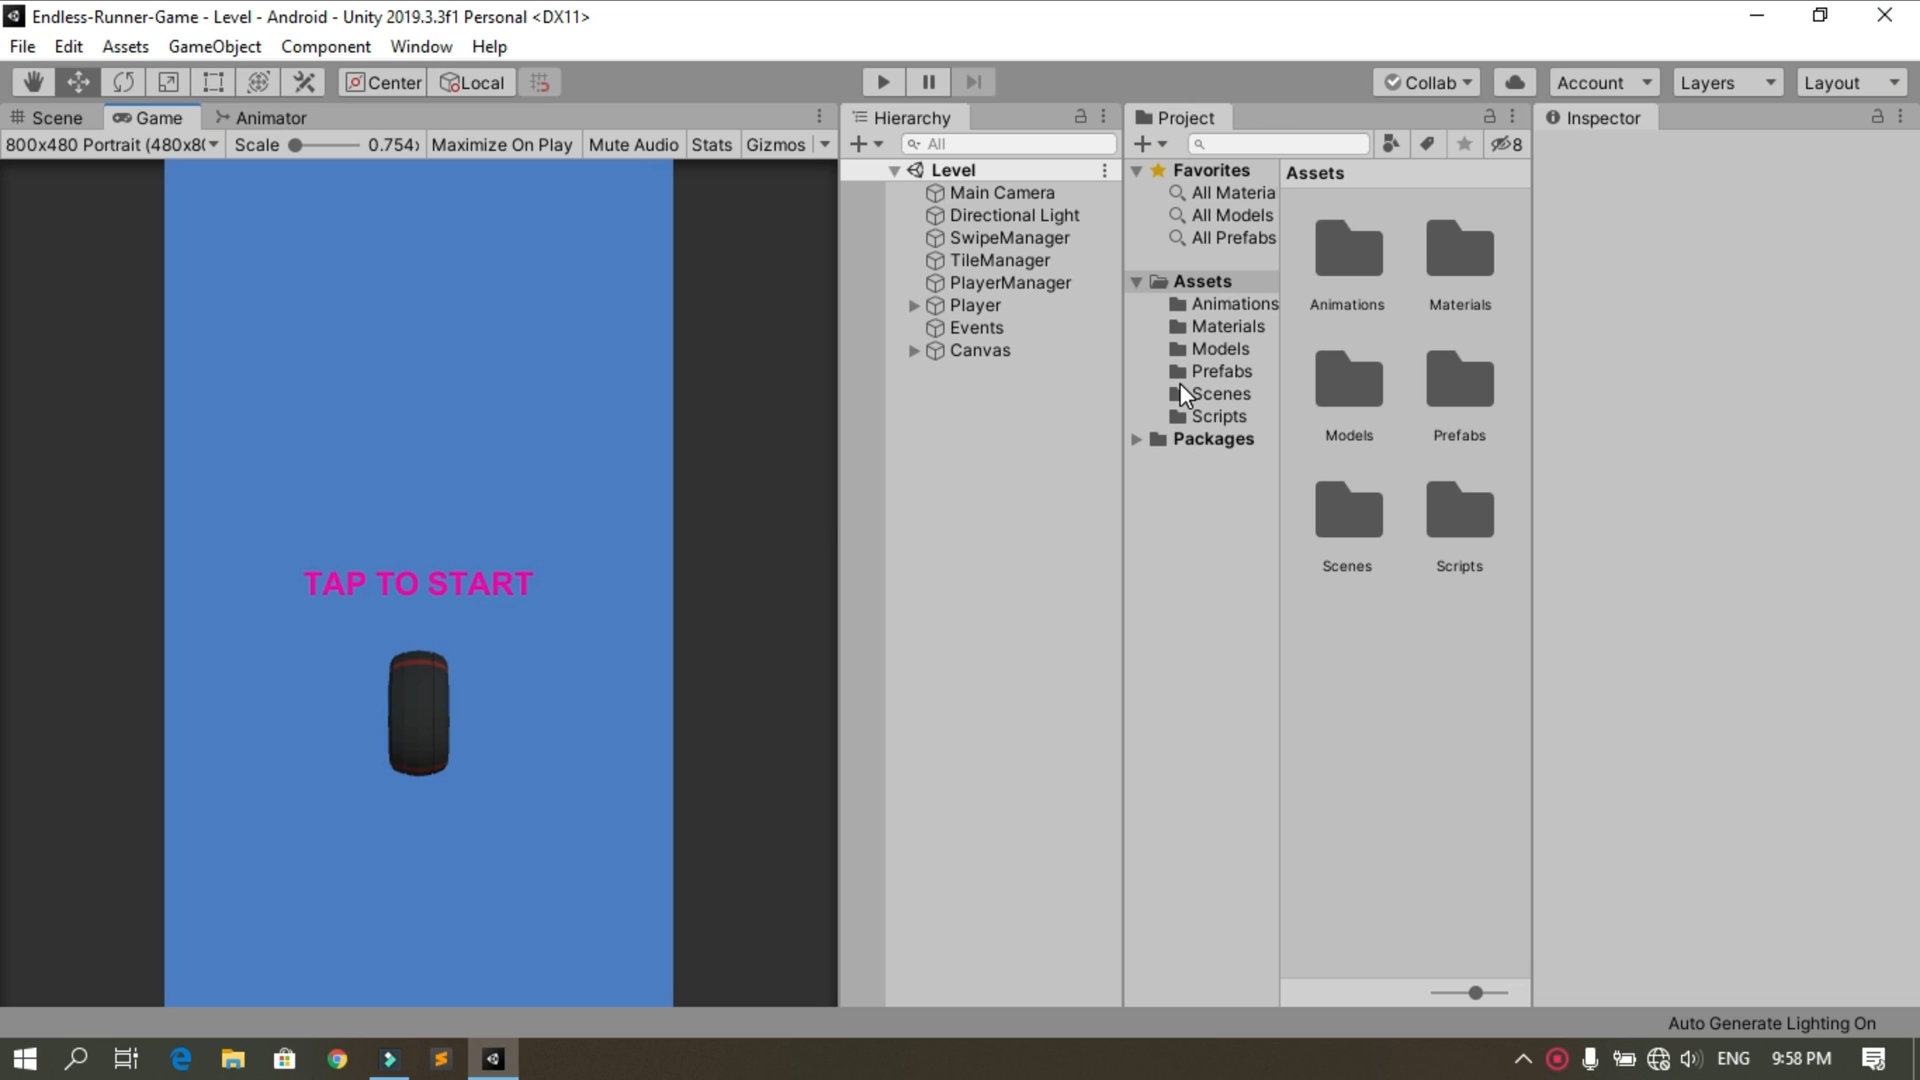 Endless-Runner-Game - Level - Android - Unity 2019.3.3f1 Personal <DX11>
File Edit Assets GameObject Component Window Help
Center Local Collab Account Layers Layout
Scene Game Animator Hierarchy Project Inspector
800x480 Portrait (480x8( Scale 0.754) Maximize On Play Mute Audio Stats Gizmos All 8
Level
Main Camera
Directional Light
SwipeManager
TileManager
PlayerManager
Player
Events
Canvas
Favorites
All Materia
All Models
All Prefabs
Assets
Animations
Materials
Models
Prefabs
Scenes
Scripts
Packages
Assets
Animations Materials
Models Prefabs
Scenes Scripts
TAP TO START
Auto Generate Lighting On
ENG 9:58 PM